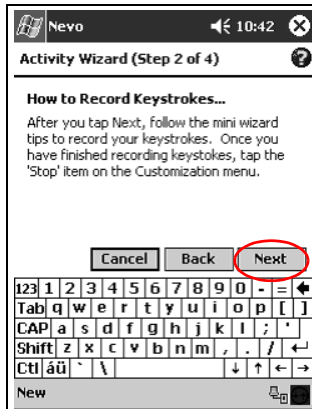 Nevo 10:42
Activity Wizard (Step 2 of 4)
How to Record Keystrokes...
After you tap Next, follow the mini wizard
tips to record your keystrokes. Once you
have finished recording keystokes, tap the
'Stop' item on the Customization menu.
Cancel Back Next
123 1 2 3 4 5 6 7 8 9 0 - =
Tab q w e r t y u i o p [ ]
CAP a s d f g h j k l ; '
Shift z x c v b n m , . /
Ctl áü ` \
New